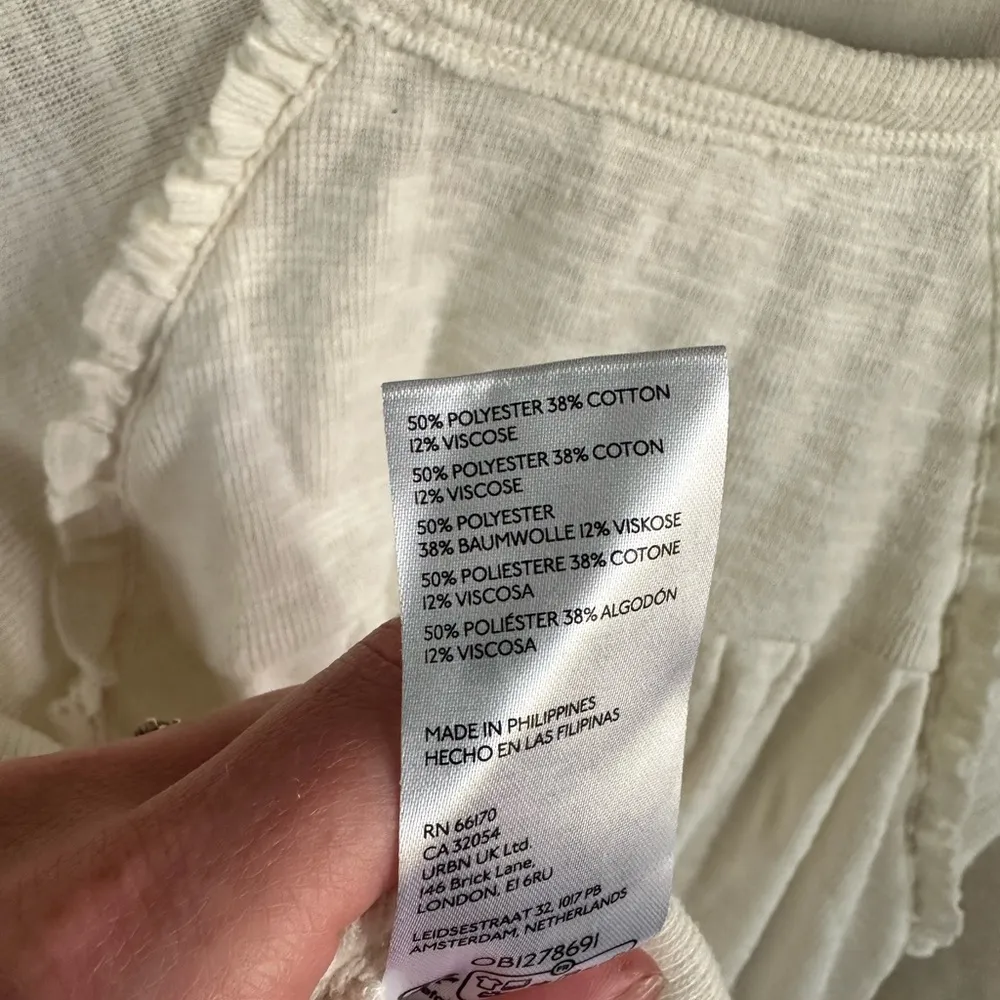 50% POLYESTER 38% COTTON
12% VISCOSE
50% POLYESTER 38% COTON
12% VISCOSE
50% POLYESTER
38% BAUMWOLLE 12% VISKOSE
50% POLIESTERE 38% COTONE
12% VISCOSA
50% POLIÉSTER 38% ALGODÓN
12% VISCOSA
MADE IN PHILIPPINES
HECHO EN LAS FILIPINAS
RN 66170
CA 32054
URBN UK Ltd.
146 Brick Lane,
LONDON, E1 6RU
LEIDSESTRAAT 32, 1017 PB
AMSTERDAM, NETHERLANDS
OB1278691
FR